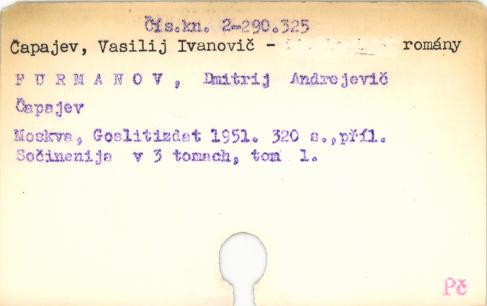 Čís.kn. 2-290.325
Čapajev, Vasilij Ivanovič - romány
FURMANOV, Dmitrij Andrejevič
Čapajev
Moskva, Goslitizdat 1951. 320 s.,příl.
Sočinenija v 3 tomach, tom 1.
Pč